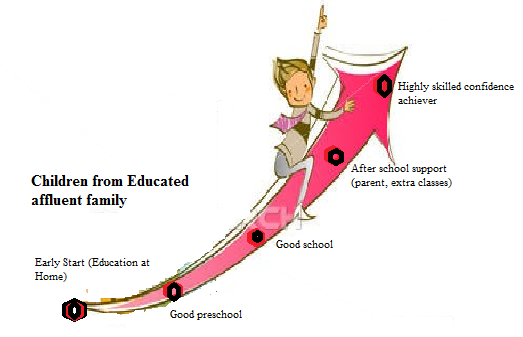 Highly skilled confidence
achiever
After school support
(parent, extra classes)
Children from Educated
affluent family
Good school
Early Start (Education at
Home)
Good preschool